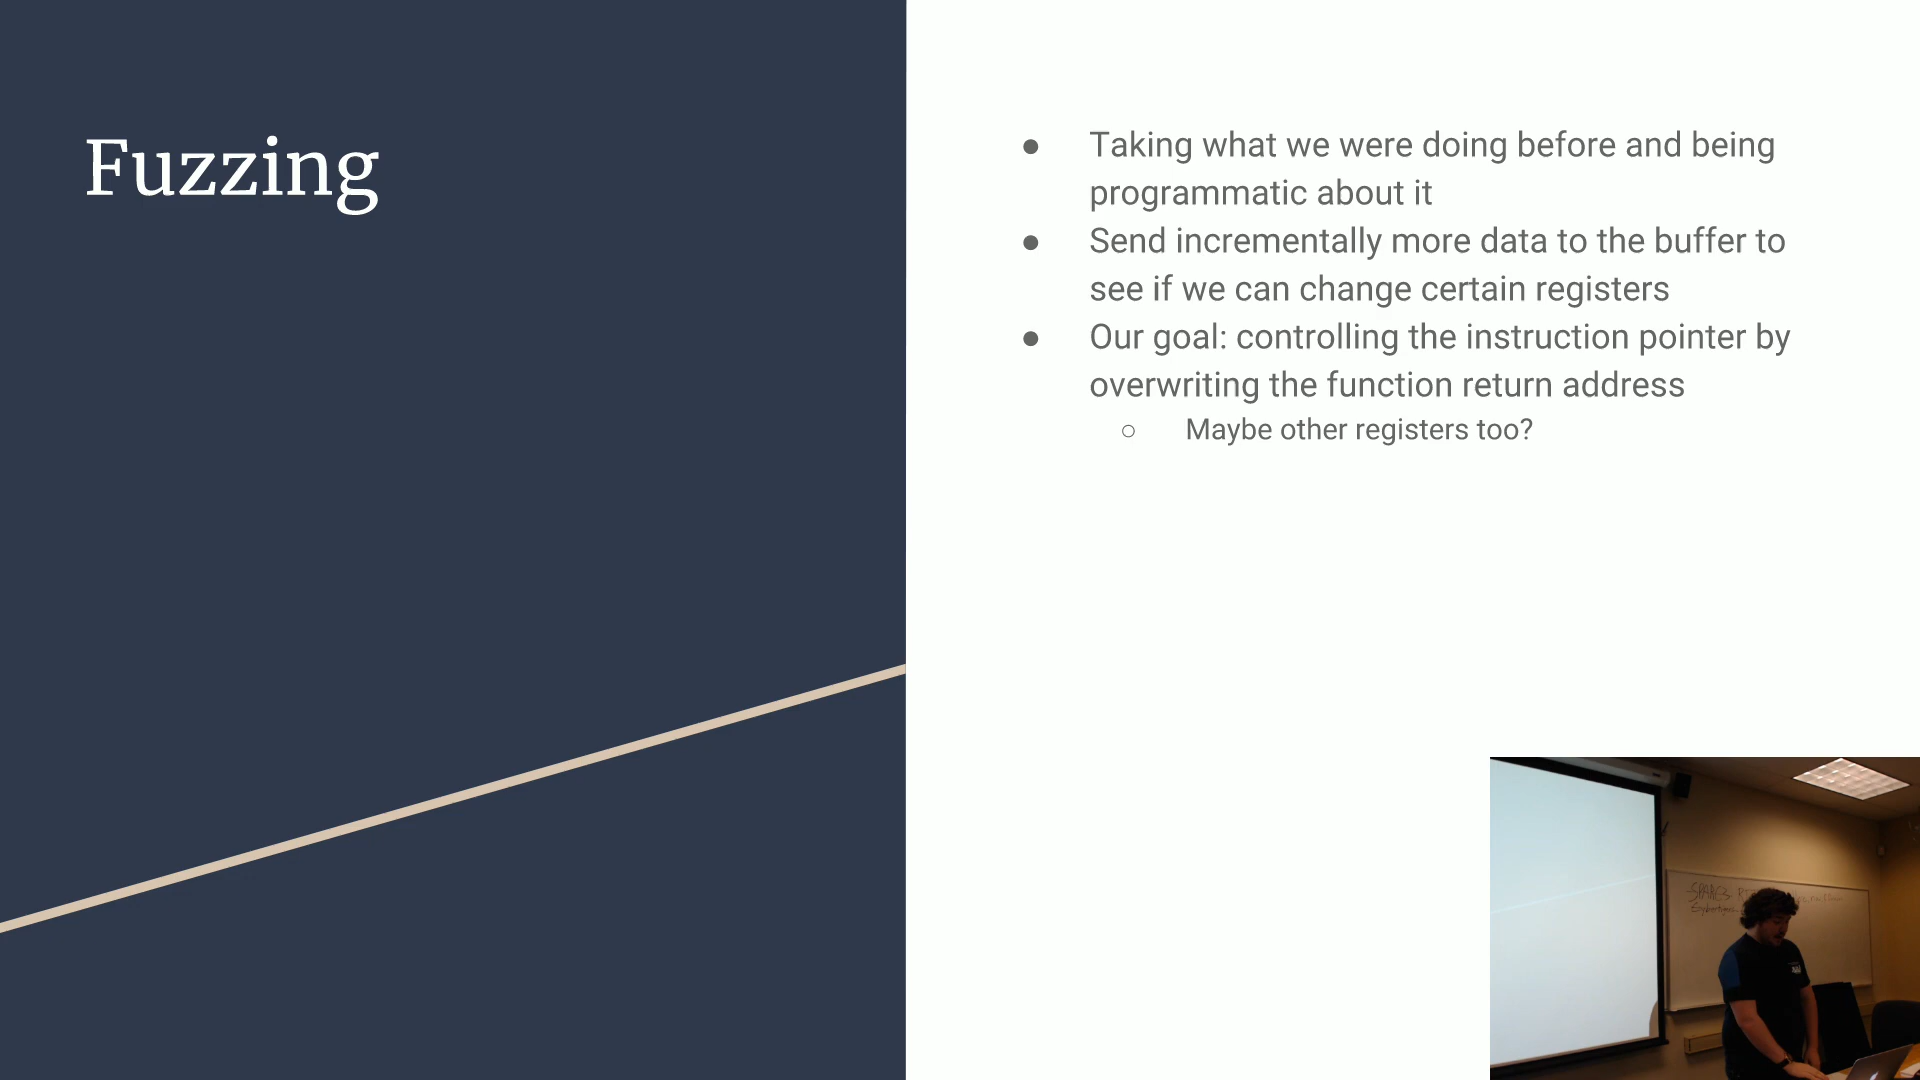 Fuzzing
● Taking what we were doing before and being
programmatic about it
● Send incrementally more data to the buffer to
see if we can change certain registers
● Our goal: controlling the instruction pointer by
overwriting the function return address
○ Maybe other registers too?